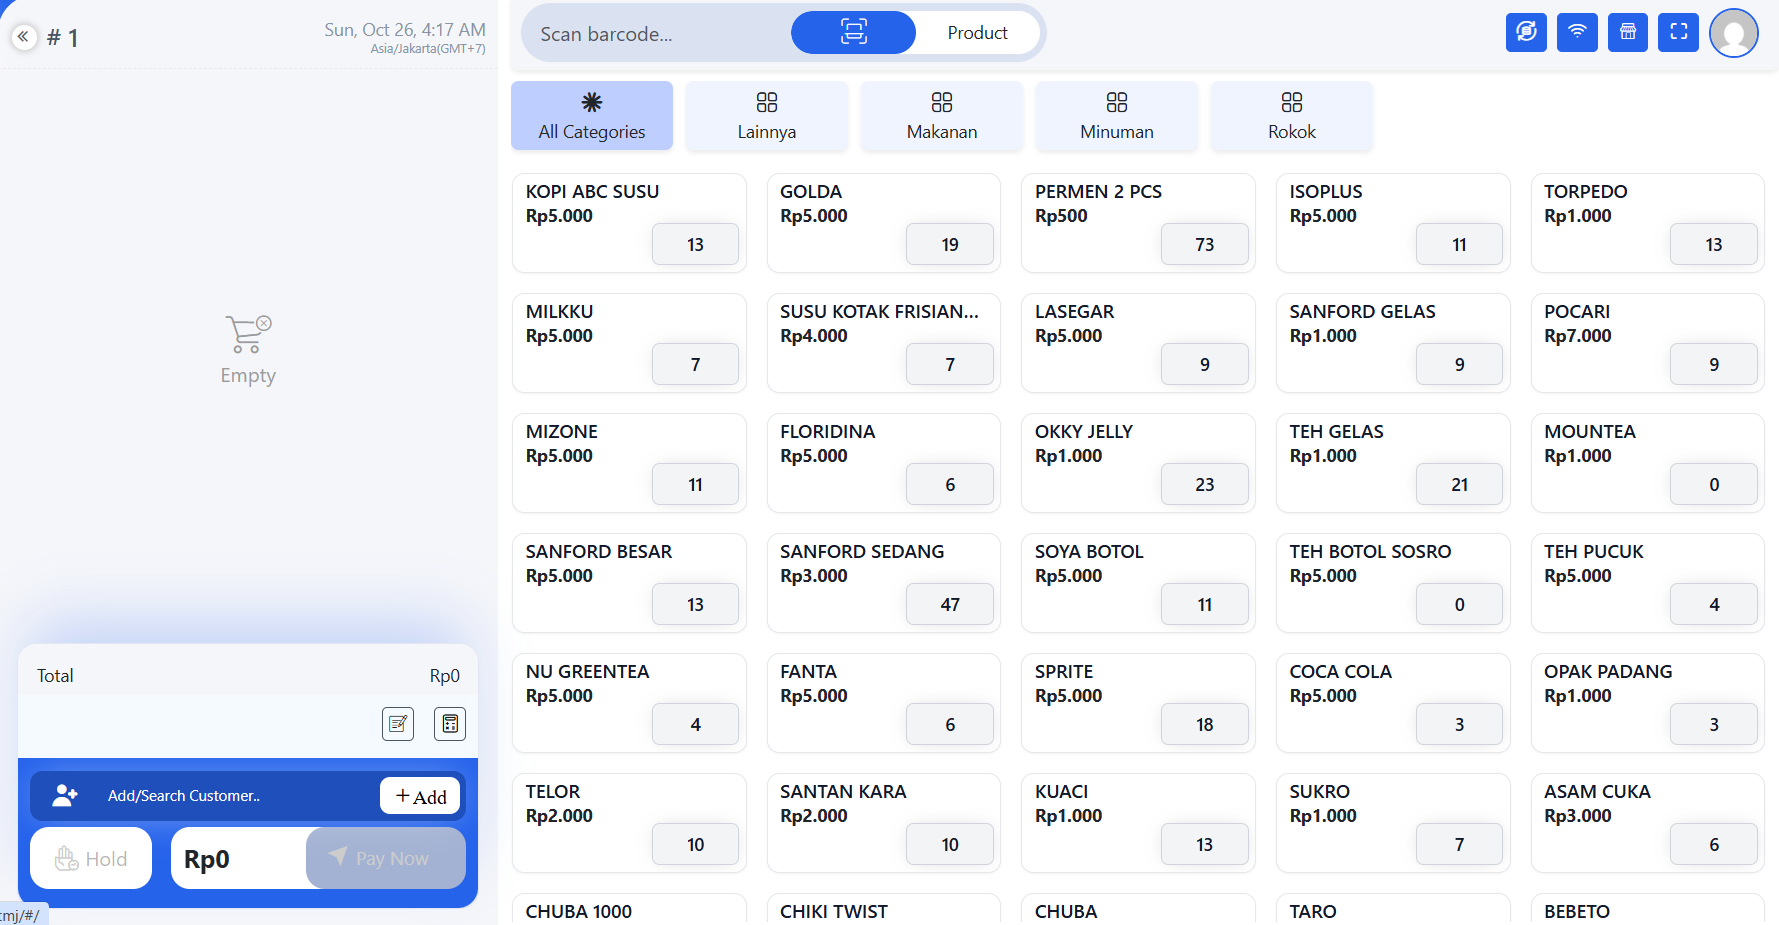 # 1
Sun, Oct 26, 4:17 AM
Asia/Jakarta(GMT+7)
Scan barcode...
Product
All Categories
Lainnya
Makanan
Minuman
Rokok
KOPI ABC SUSU
Rp5.000
13
GOLDA
Rp5.000
19
PERMEN 2 PCS
Rp500
73
ISOPLUS
Rp5.000
11
TORPEDO
Rp1.000
13
MILKKU
Rp5.000
7
SUSU KOTAK FRISIAN...
Rp4.000
7
LASEGAR
Rp5.000
9
SANFORD GELAS
Rp1.000
9
POCARI
Rp7.000
9
MIZONE
Rp5.000
11
FLORIDINA
Rp5.000
6
OKKY JELLY
Rp1.000
23
TEH GELAS
Rp1.000
21
MOUNTEA
Rp1.000
0
SANFORD BESAR
Rp5.000
13
SANFORD SEDANG
Rp3.000
47
SOYA BOTOL
Rp5.000
11
TEH BOTOL SOSRO
Rp5.000
0
TEH PUCUK
Rp5.000
4
NU GREENTEA
Rp5.000
4
FANTA
Rp5.000
6
SPRITE
Rp5.000
18
COCA COLA
Rp5.000
3
OPAK PADANG
Rp1.000
3
TELOR
Rp2.000
10
SANTAN KARA
Rp2.000
10
KUACI
Rp1.000
13
SUKRO
Rp1.000
7
ASAM CUKA
Rp3.000
6
CHUBA 1000
CHIKI TWIST
CHUBA
TARO
BEBETO
Empty
Total
Rp0
Add/Search Customer..
+ Add
Hold
Rp0
Pay Now
mj/#/